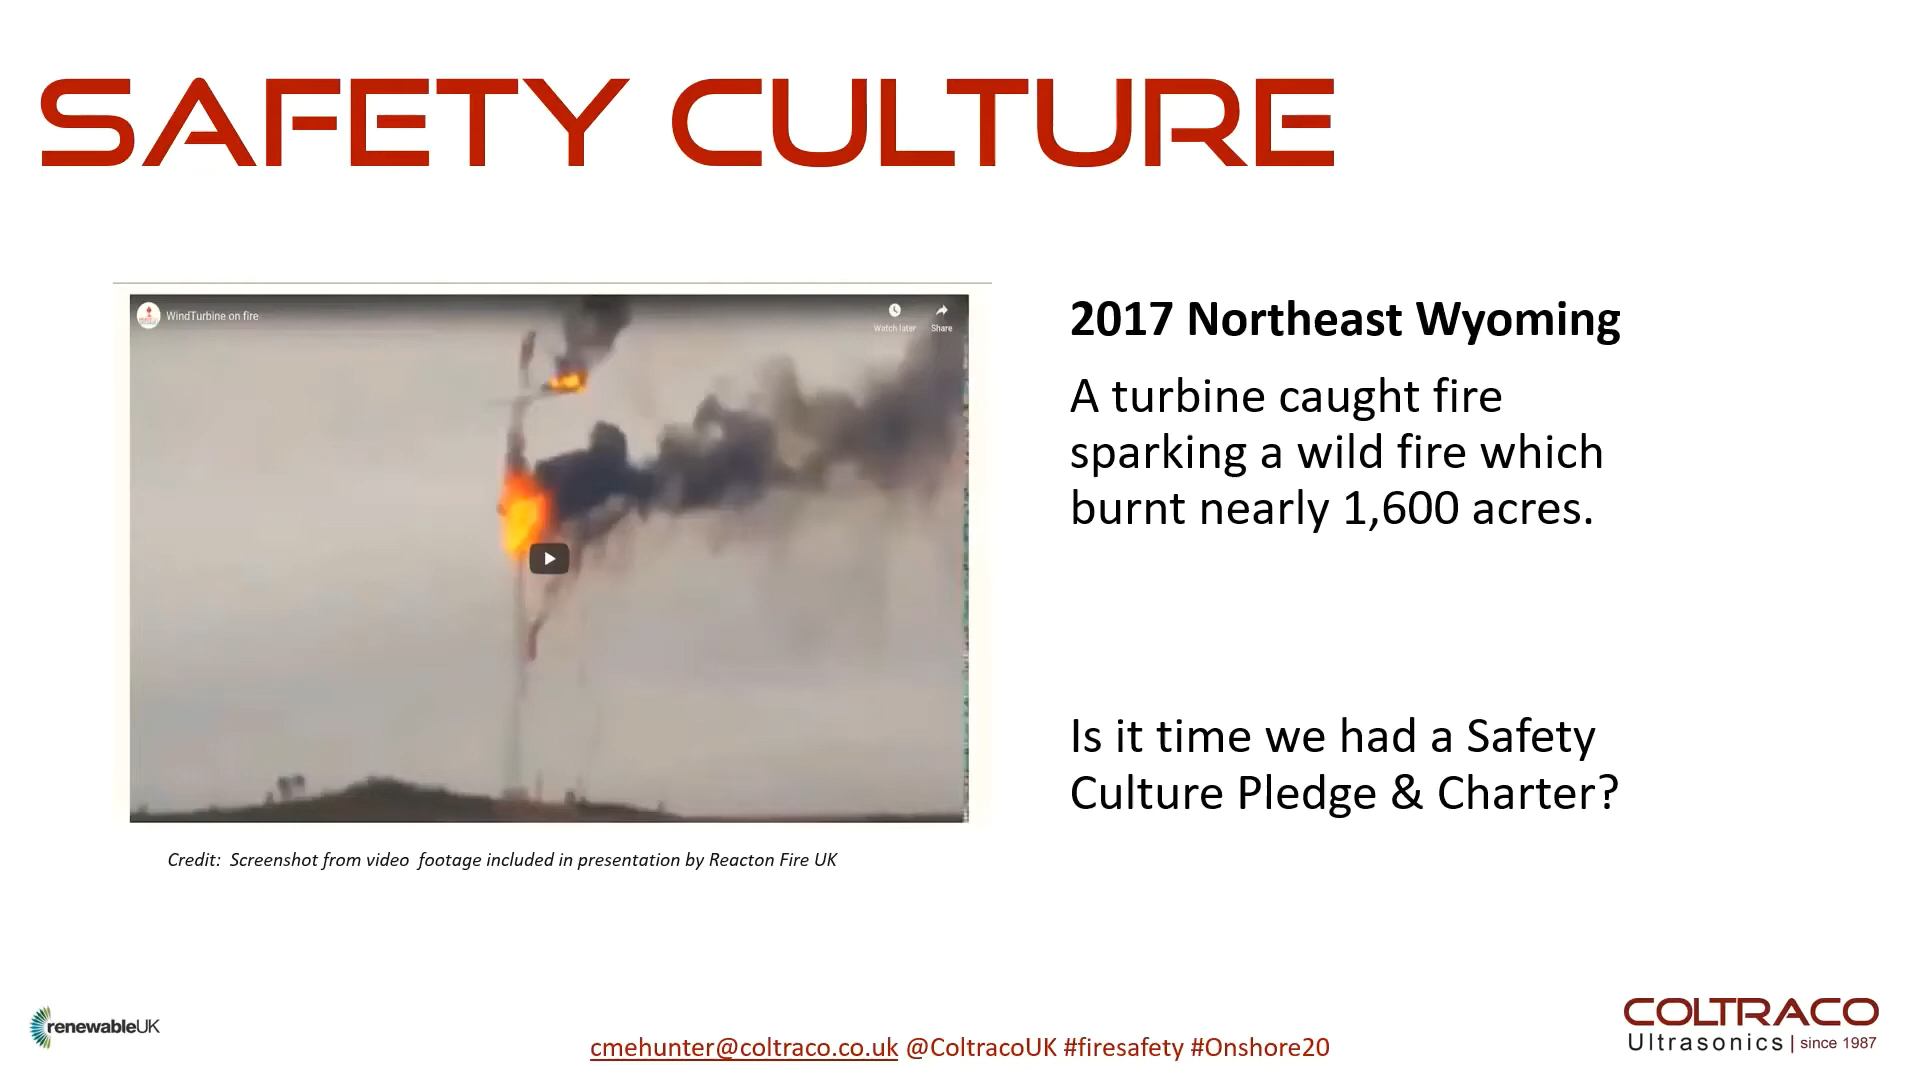 SAFETY CULTURE
WindTurbine on fire
Watch later
Share
2017 Northeast Wyoming
A turbine caught fire
sparking a wild fire which
burnt nearly 1,600 acres.
Is it time we had a Safety
Culture Pledge & Charter?
Credit: Screenshot from video footage included in presentation by Reacton Fire UK
renewableUK
cmehunter@coltraco.co.uk @ColtracoUK #firesafety #Onshore20
COLTRACO
Ultrasonics | since 1987